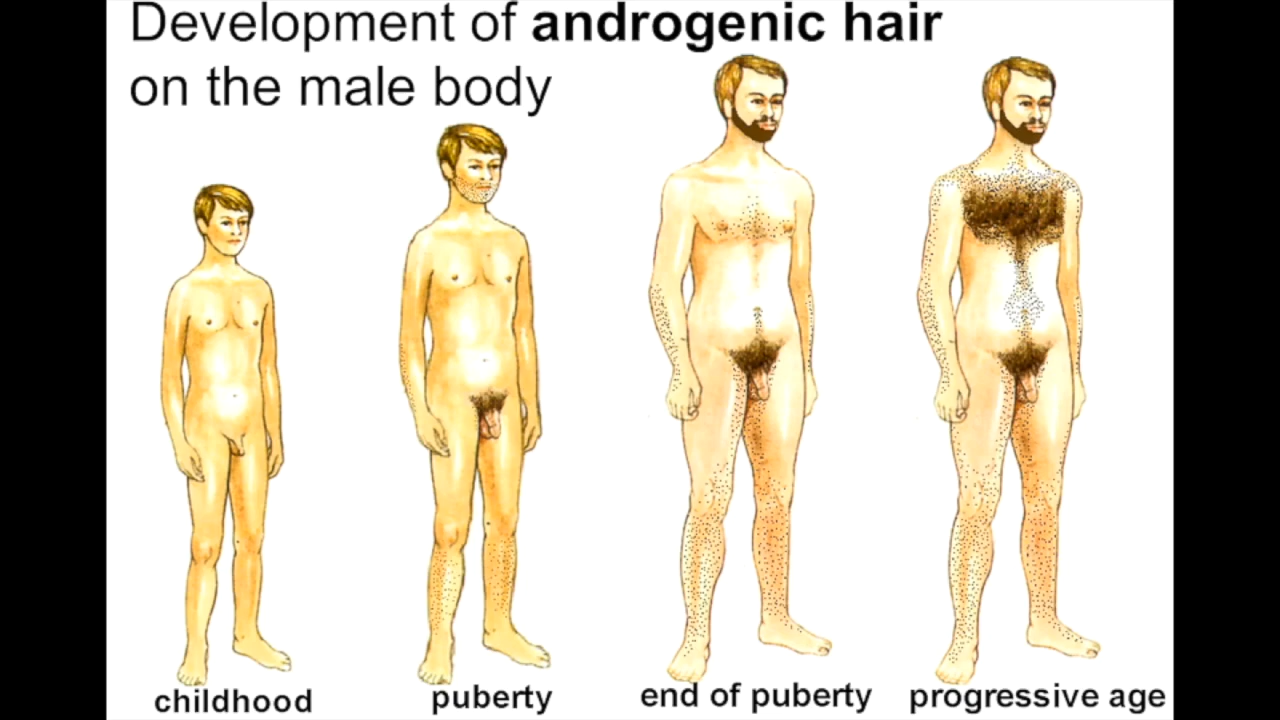 Development of androgenic hair
on the male body
childhood
puberty
end of puberty
progressive age